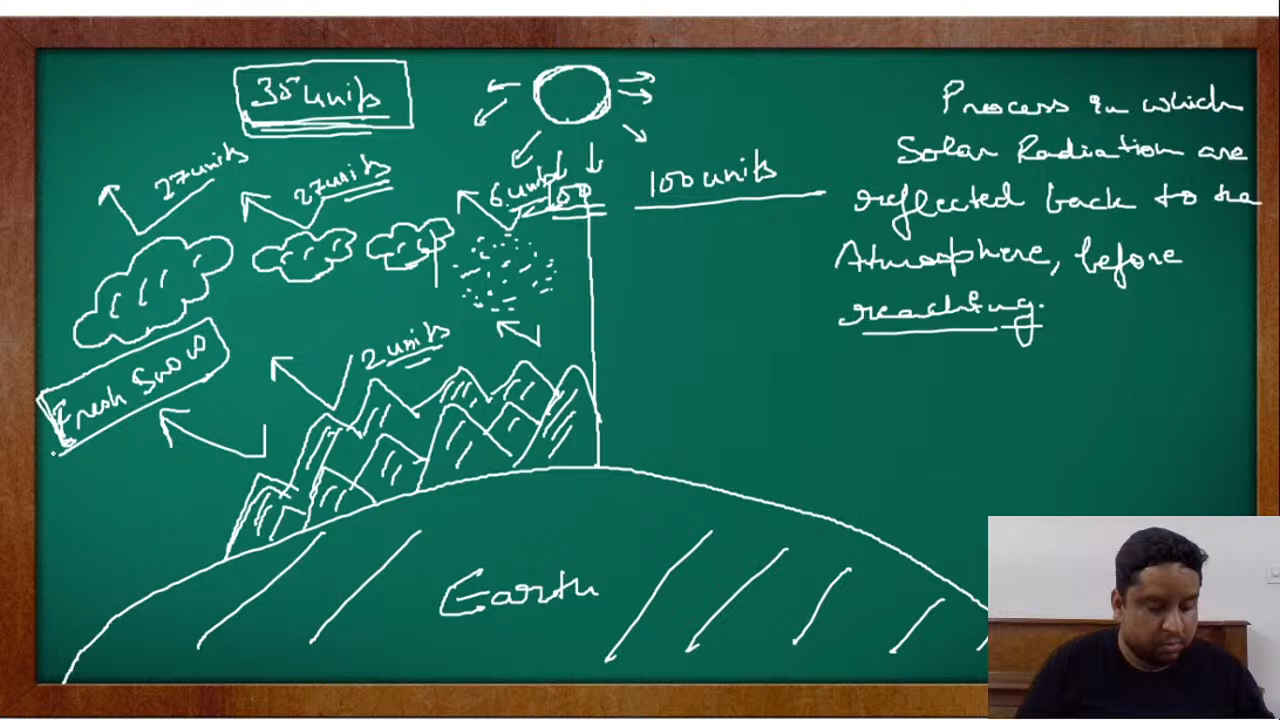 35 units
27 units
27 units
6 units
100 units
2 units
Fresh Snow
Earth
Process in which
Solar Radiation are
reflected back to the
Atmosphere, before
reaching.